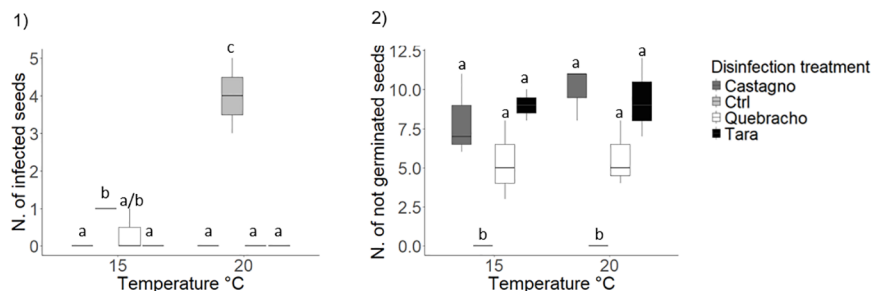 1)
N. of infected seeds
5
4
3
2
1
0
a
b
a/b
a
a
c
a
a
15
20
Temperature °C
2)
N. of not germinated seeds
12.5
10.0
7.5
5.0
2.5
0.0
a
b
a
a
a
b
a
a
15
20
Temperature °C
Disinfection treatment
Castagno
Ctrl
Quebracho
Tara